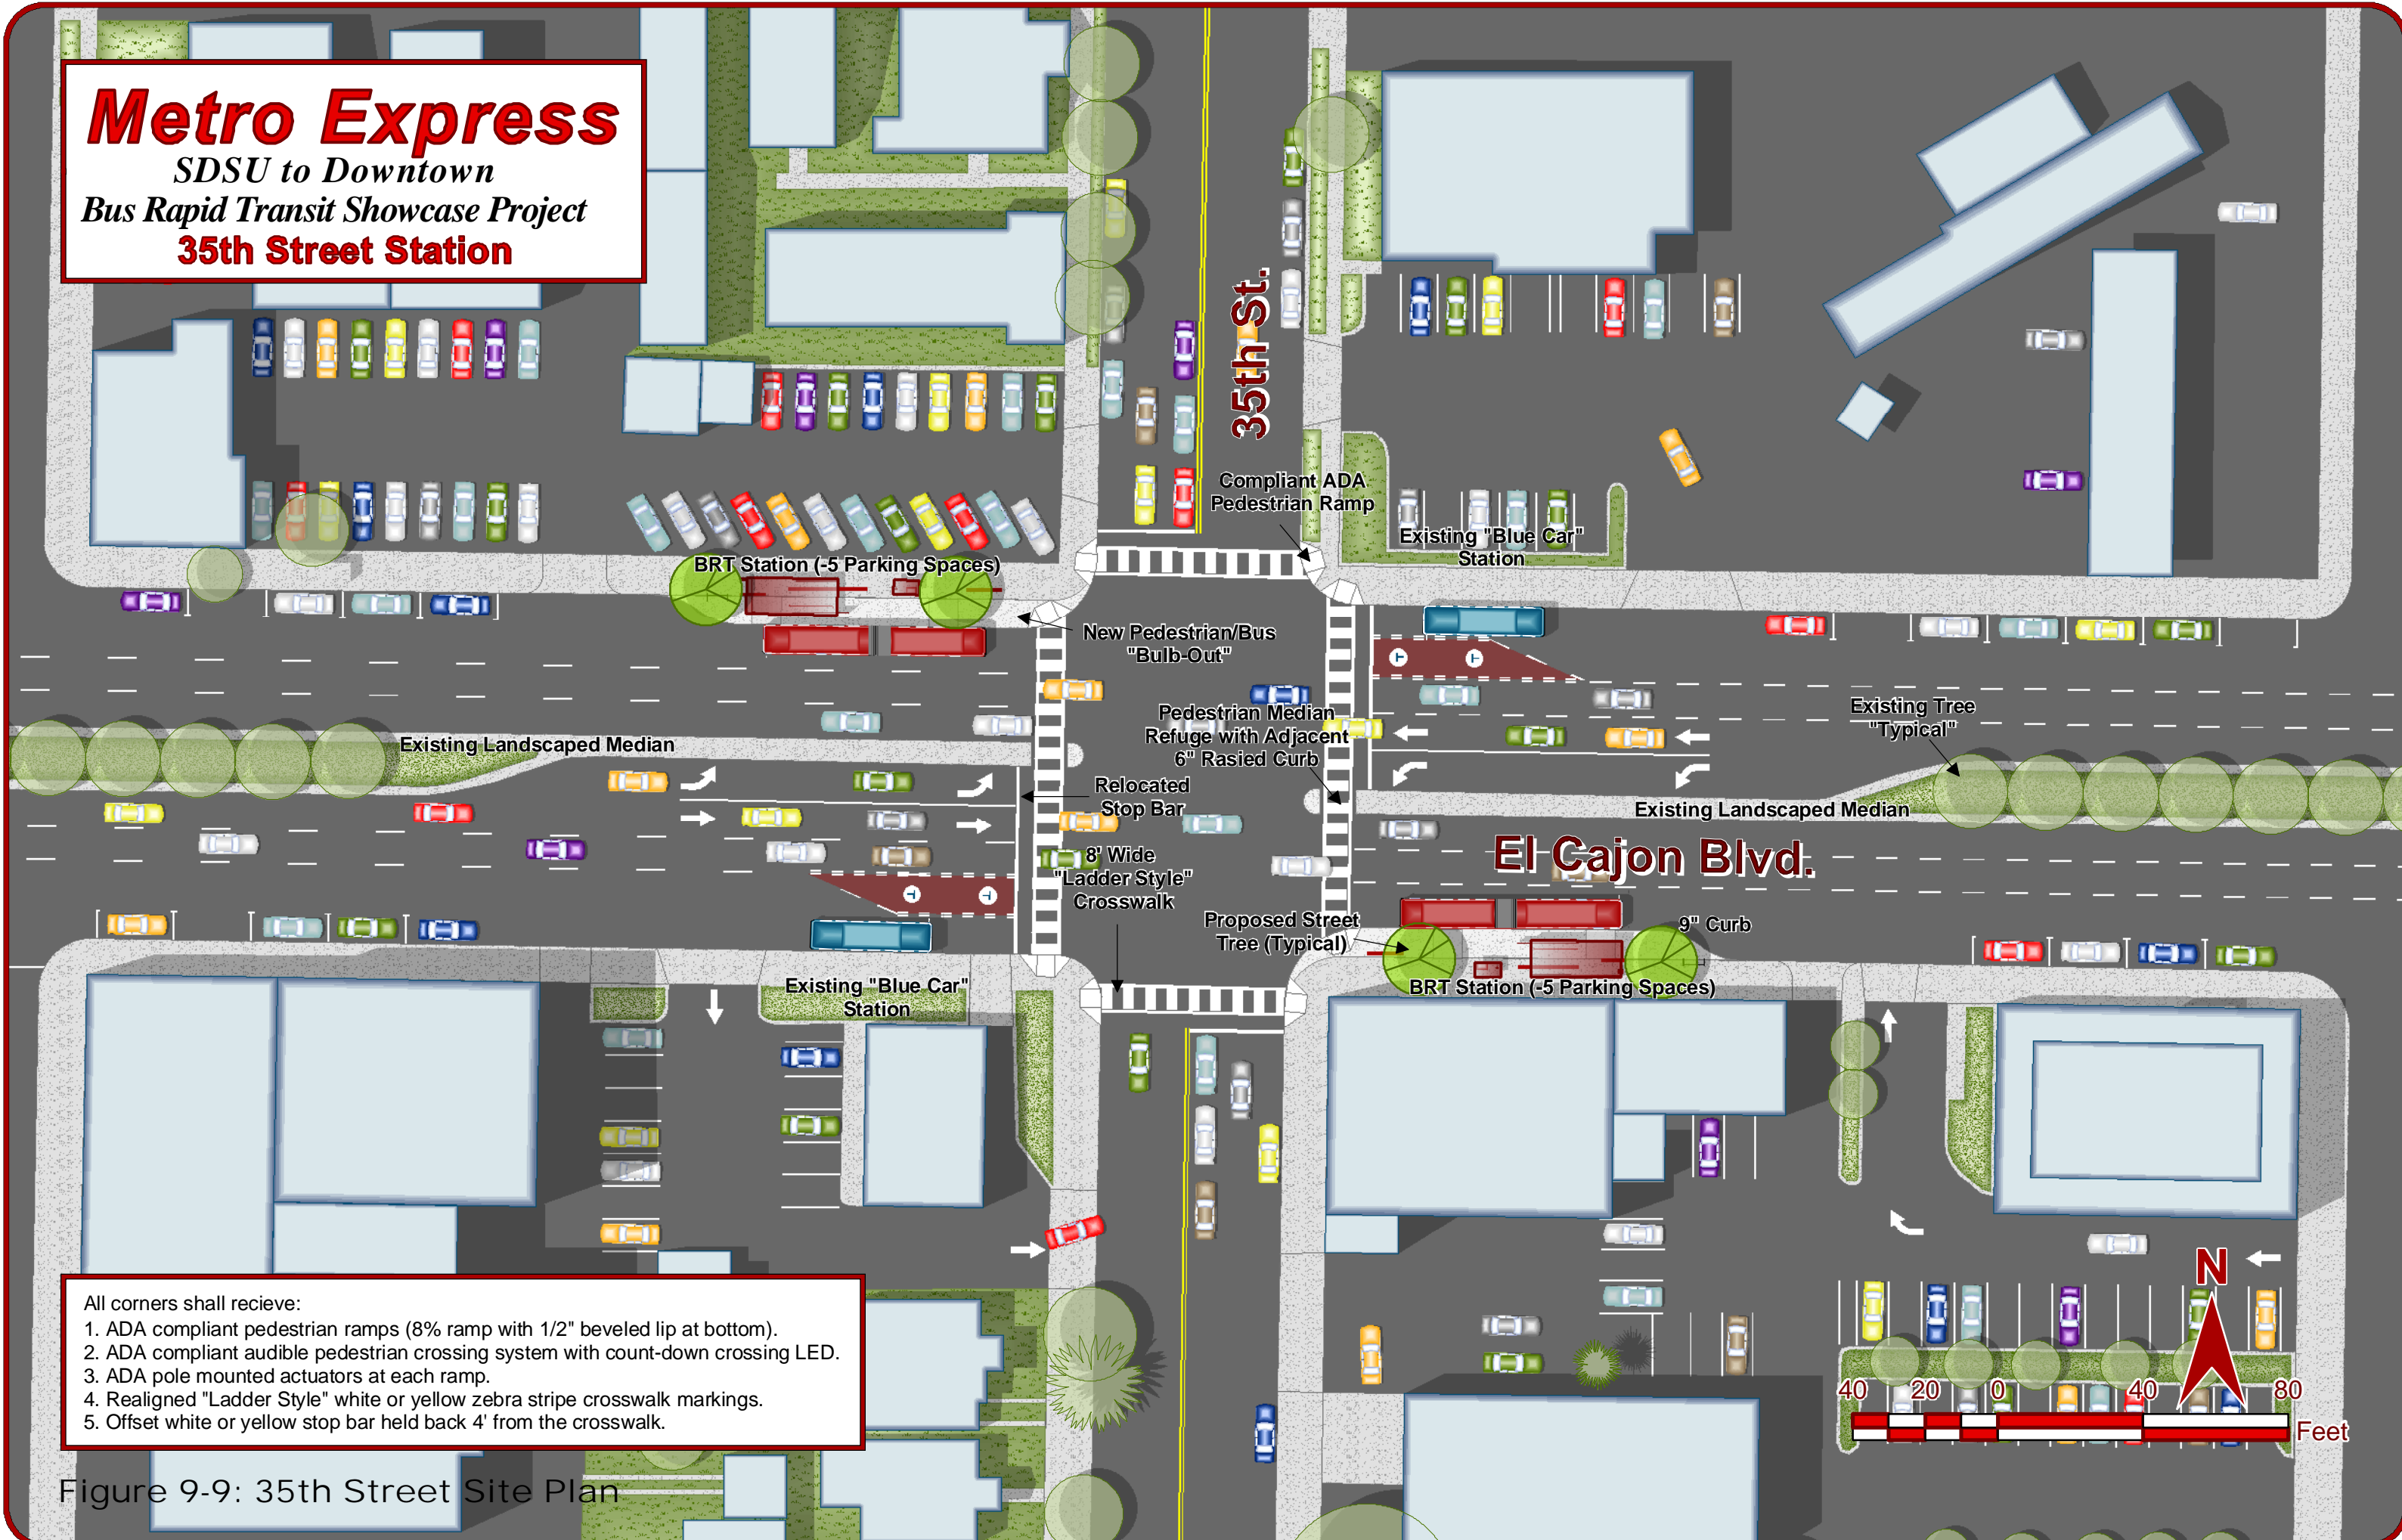 Metro Express
SDSU to Downtown
Bus Rapid Transit Showcase Project
35th Street Station
35th St.
Compliant ADA
Pedestrian Ramp
Existing "Blue Car"
Station
BRT Station (-5 Parking Spaces)
New Pedestrian/Bus
"Bulb-Out"
Pedestrian Median
Refuge with Adjacent
6" Rasied Curb
Existing Tree
"Typical"
Existing Landscaped Median
Relocated
Stop Bar
Existing Landscaped Median
El Cajon Blvd.
8' Wide
"Ladder Style"
Crosswalk
Proposed Street
Tree (Typical)
9" Curb
Existing "Blue Car"
Station
BRT Station (-5 Parking Spaces)
T
T
T
T
All corners shall recieve:
1. ADA compliant pedestrian ramps (8% ramp with 1/2" beveled lip at bottom).
2. ADA compliant audible pedestrian crossing system with count-down crossing LED.
3. ADA pole mounted actuators at each ramp.
4. Realigned "Ladder Style" white or yellow zebra stripe crosswalk markings.
5. Offset white or yellow stop bar held back 4' from the crosswalk.
N
40 20 0 40 80
Feet
Figure 9-9: 35th Street Site Plan